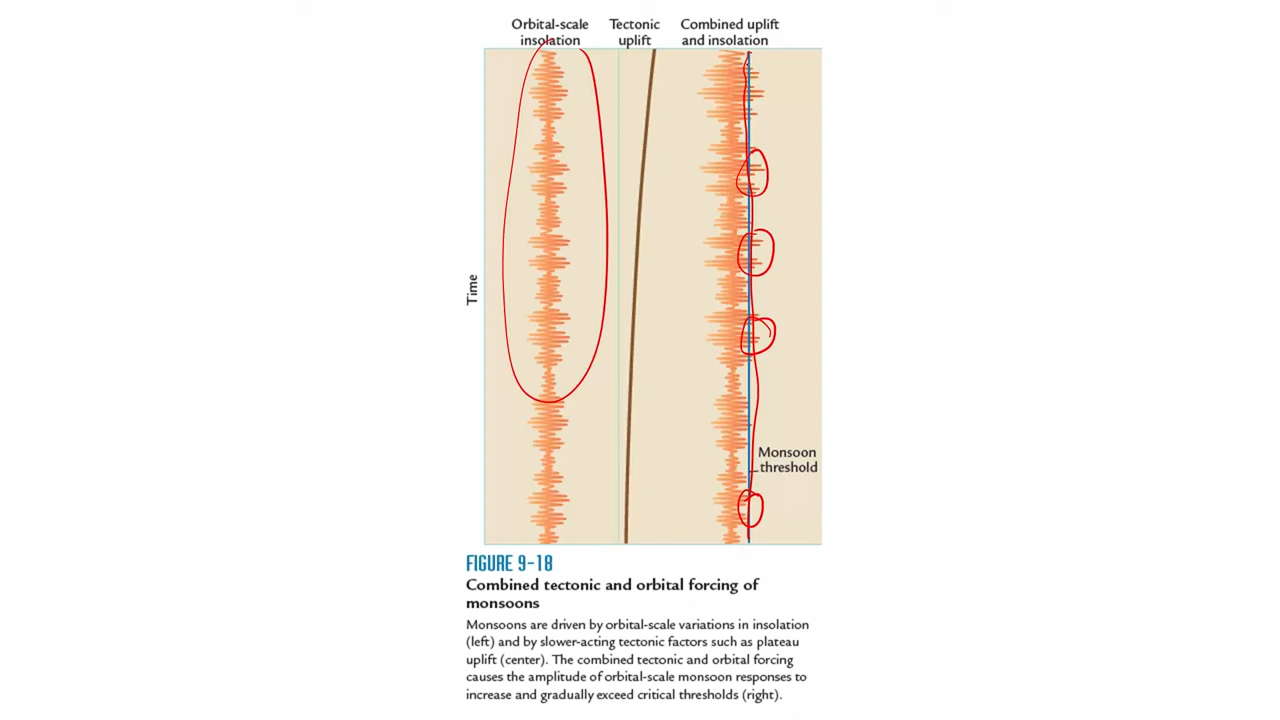 Orbital-scale
insolation
Tectonic
uplift
Combined uplift
and insolation
Time
Monsoon
threshold
FIGURE 9–18
Combined tectonic and orbital forcing of
monsoons
Monsoons are driven by orbital-scale variations in insolation
(left) and by slower-acting tectonic factors such as plateau
uplift (center). The combined tectonic and orbital forcing
causes the amplitude of orbital-scale monsoon responses to
increase and gradually exceed critical thresholds (right).